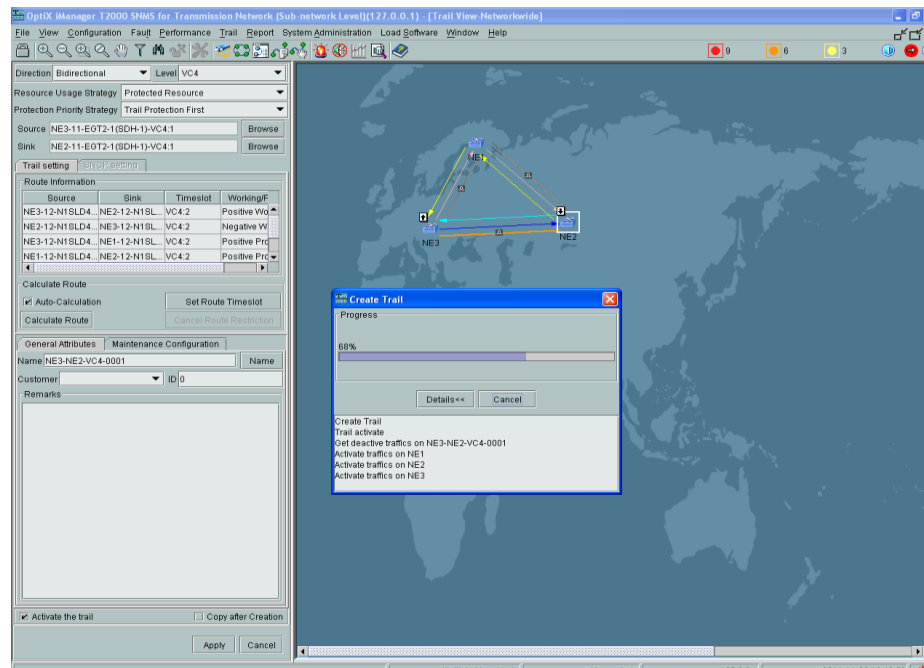 OptiX iManager T2000 SNMS for Transmission Network (Sub-network Level)(127.0.0.1) - [Trail View-Networkwide]
File View Configuration Fault Performance Trail Report System Administration Load Software Window Help
9 6 3
Direction Bidirectional Level VC4
Resource Usage Strategy Protected Resource
Protection Priority Strategy Trail Protection First
Source NE3-11-EGT2-1(SDH-1)-VC4:1 Browse
Sink NE2-11-EGT2-1(SDH-1)-VC4:1 Browse
Trail setting SNCP setting
Route Information
Source Sink Timeslot Working/F
NE3-12-N1SLD4... NE2-12-N1SL... VC4:2 Positive Wo
NE2-12-N1SLD4... NE3-12-N1SL... VC4:2 Negative W
NE3-12-N1SLD4... NE1-12-N1SL... VC4:2 Positive Prc
NE1-12-N1SLD4... NE2-12-N1SL... VC4:2 Positive Prc
Calculate Route
Auto-Calculation Set Route Timeslot
Calculate Route Cancel Route Restriction
General Attributes Maintenance Configuration
Name NE3-NE2-VC4-0001 Name
Customer ID 0
Remarks
Activate the trail Copy after Creation
Apply Cancel
NE1
NE3
NE2
Create Trail
Progress
68%
Details<< Cancel
Create Trail
Trail activate
Get deactive traffics on NE3-NE2-VC4-0001
Activate traffics on NE1
Activate traffics on NE2
Activate traffics on NE3